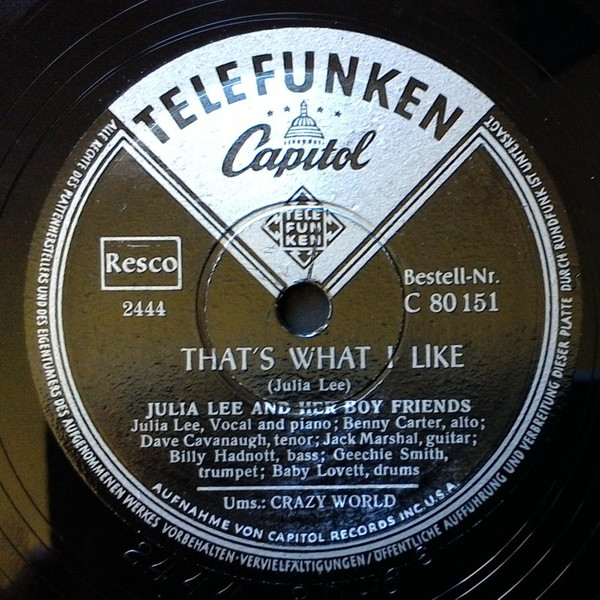 TELEFUNKEN
Capitol
TELE
FUN
KEN
Resco
2444
Bestell-Nr.
C 80 151
THAT'S WHAT I LIKE
(Julia Lee)
JULIA LEE AND HER BOY FRIENDS
Julia Lee, Vocal and piano; Benny Carter, alto;
Dave Cavanaugh, tenor; Jack Marshal, guitar;
Billy Hadnott, bass; Geechie Smith,
trumpet; Baby Lovett, drums
Ums.: CRAZY WORLD
AUFNAHME VON CAPITOL RECORDS INC. U.S.A.
ALLE RECHTE DES PLATTENHERSTELLERS UND DES EIGENTÜMERS DES AUFGENOMMENEN WERKES VORBEHALTEN · VERVIELFÄLTIGUNGEN / ÖFFENTLICHE AUFFÜHRUNG UND VERBREITUNG DIESER PLATTE DURCH RUNDFUNK IST UNTERSAGT